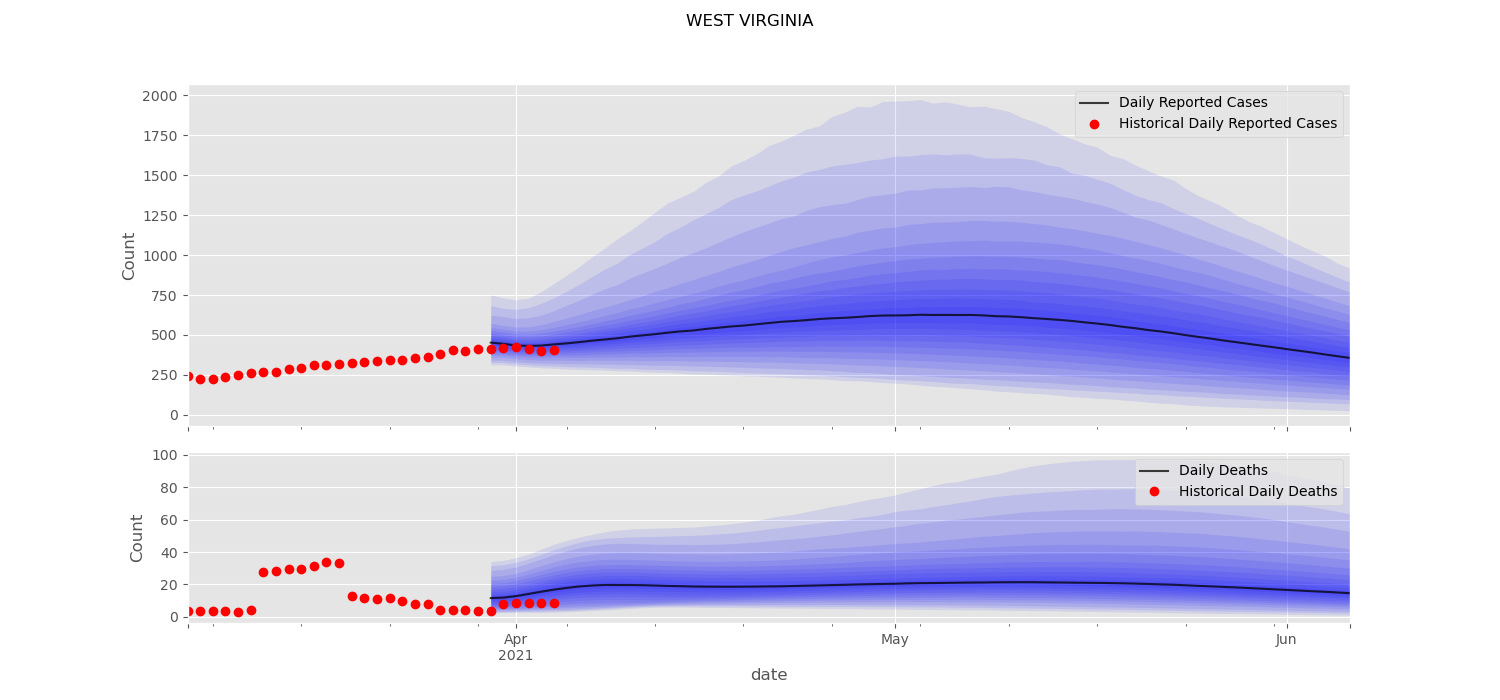 WEST VIRGINIA
2000
1750
1500
1250
1000
750
500
250
0
Count
Daily Reported Cases
Historical Daily Reported Cases
100
80
60
40
20
0
Count
Daily Deaths
Historical Daily Deaths
Apr
2021
May
Jun
date